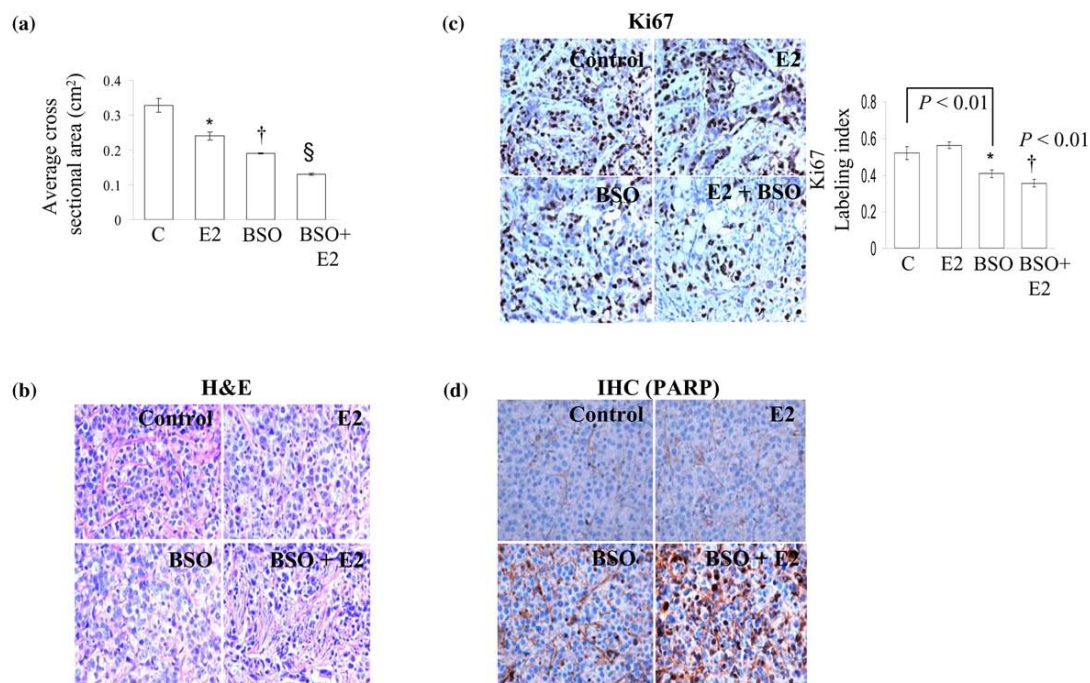 (a)
Average cross
sectional area (cm²)
0.4
0.3
0.2
0.1
0
*
†
§
C
E2
BSO
BSO+
E2
(c)
Ki67
Control
E2
BSO
E2 + BSO
Ki67
Labeling index
0.8
0.6
0.4
0.2
0
P < 0.01
P < 0.01
*
†
C
E2
BSO
BSO+
E2
(b)
H&E
Control
E2
BSO
BSO + E2
(d)
IHC (PARP)
Control
E2
BSO
BSO + E2